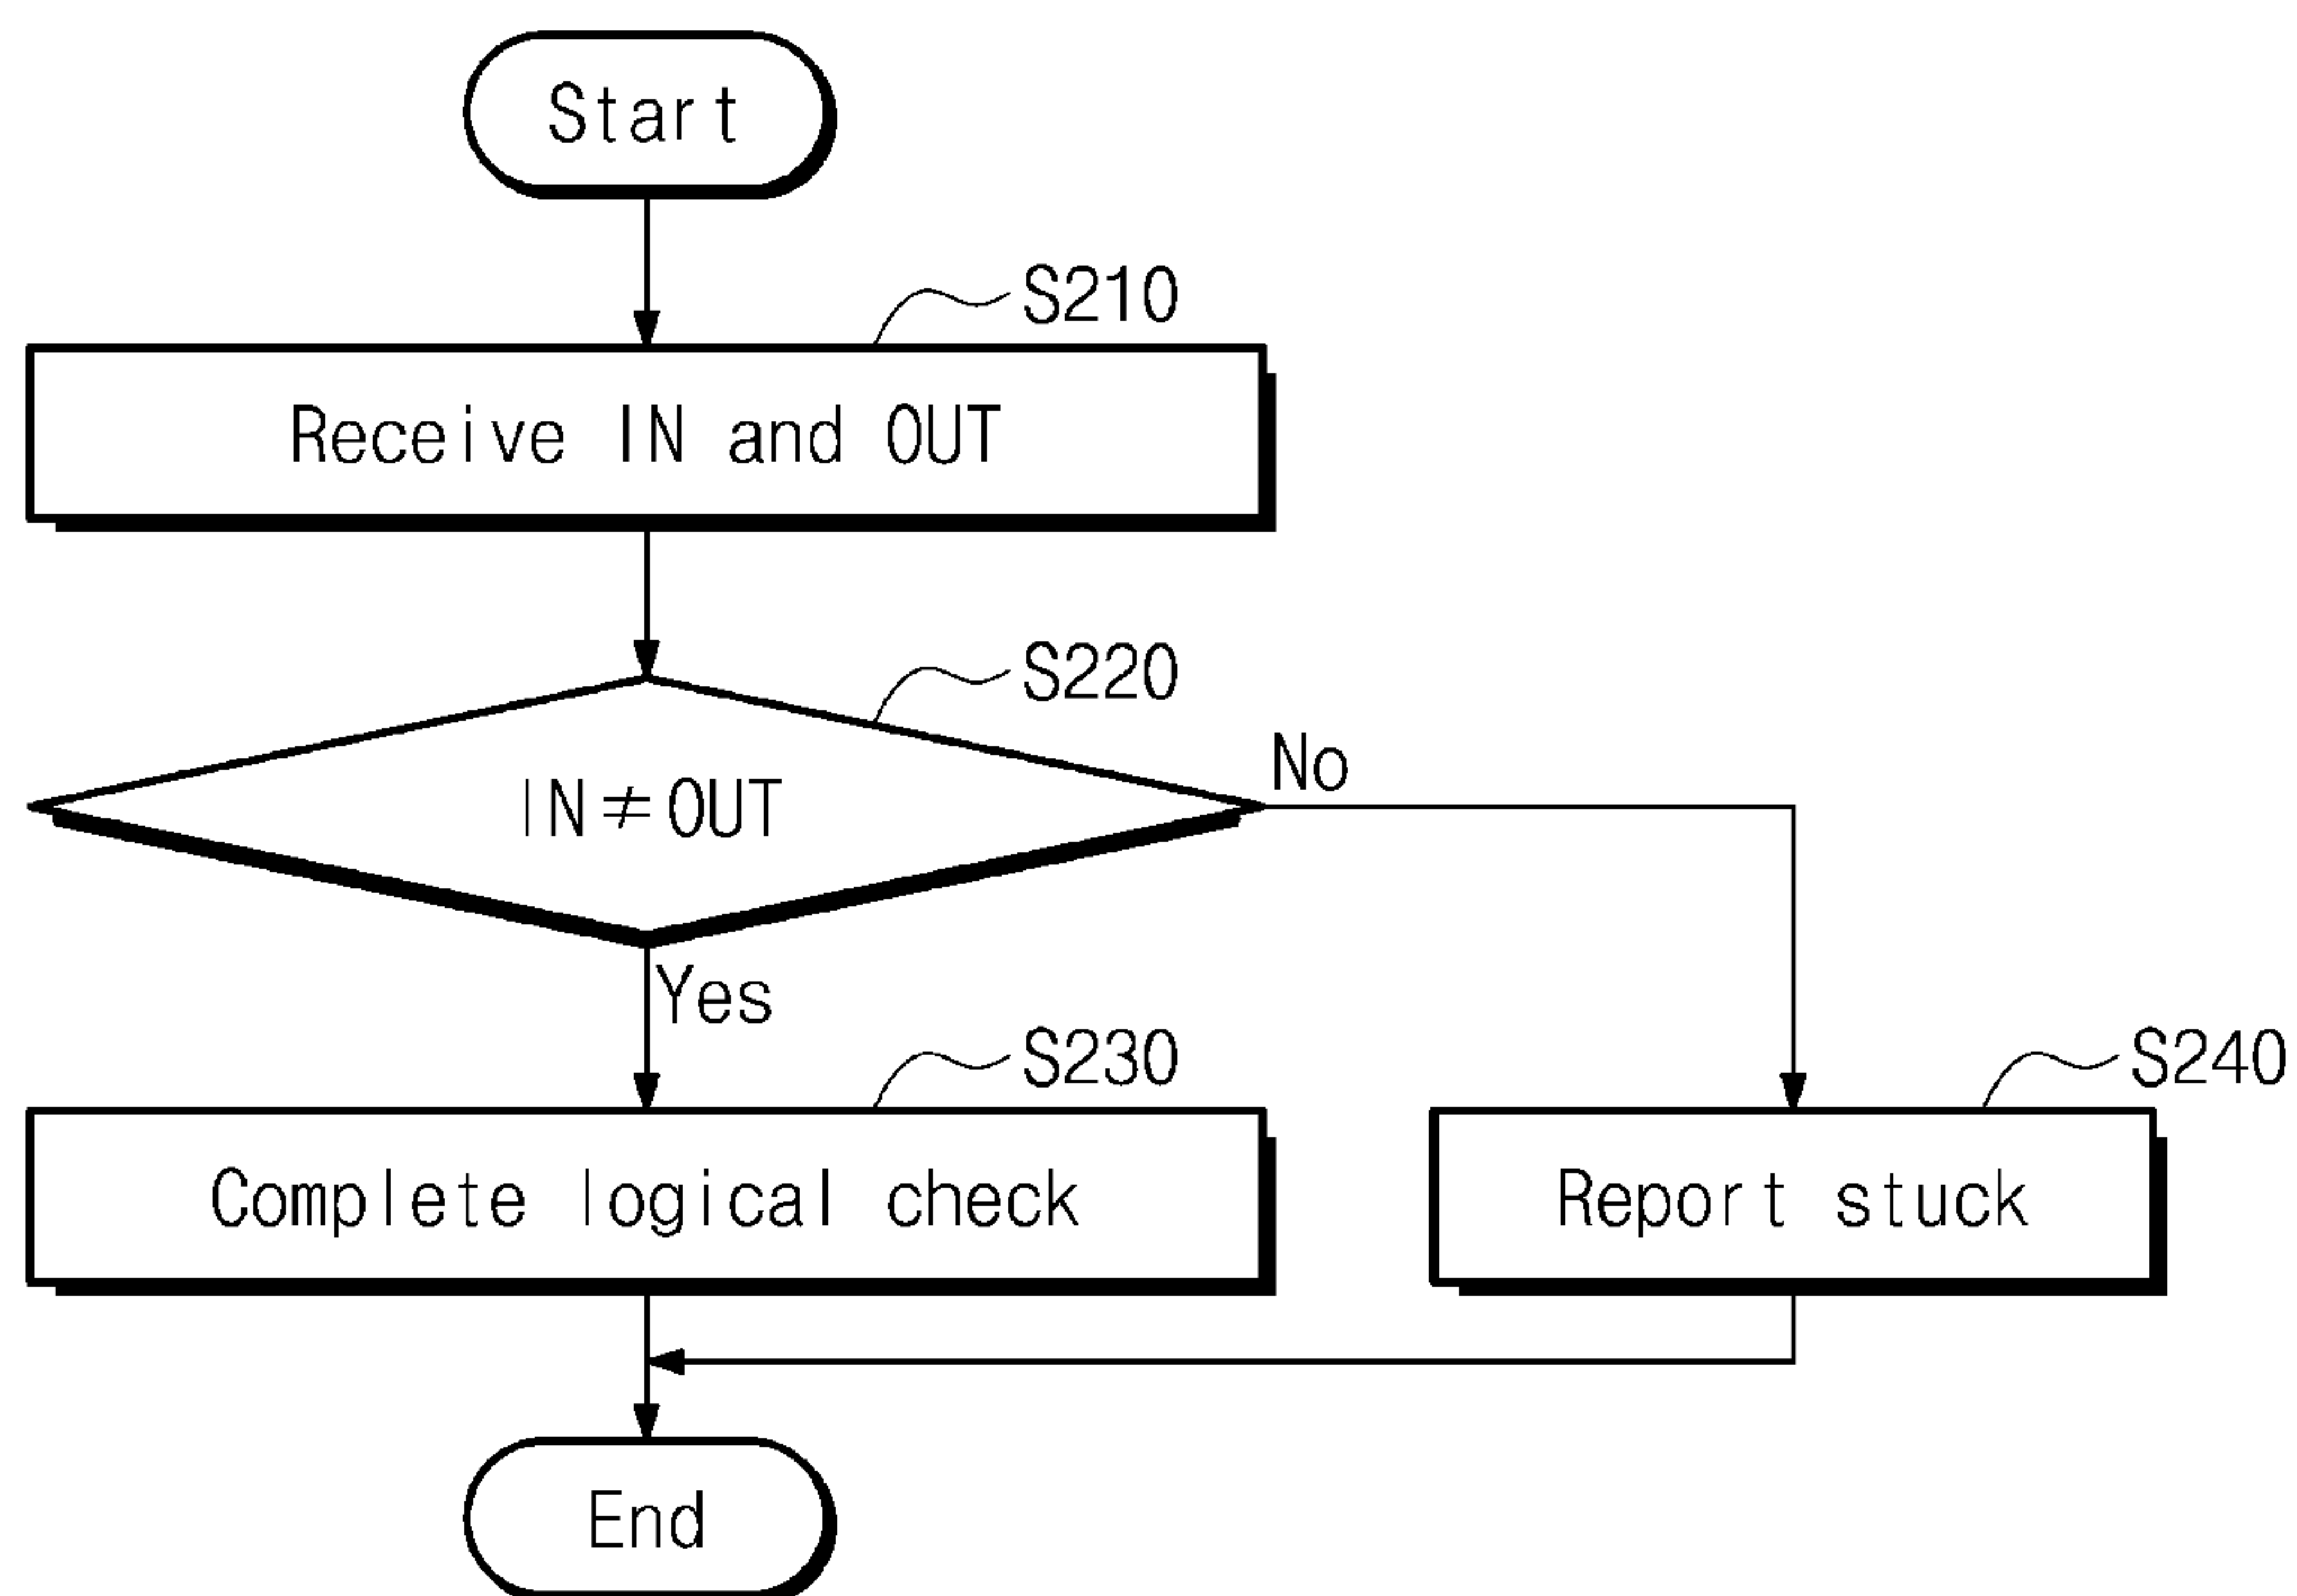 Start
S210
Receive IN and OUT
S220
IN≠OUT
No
Yes
S230
S240
Complete logical check
Report stuck
End